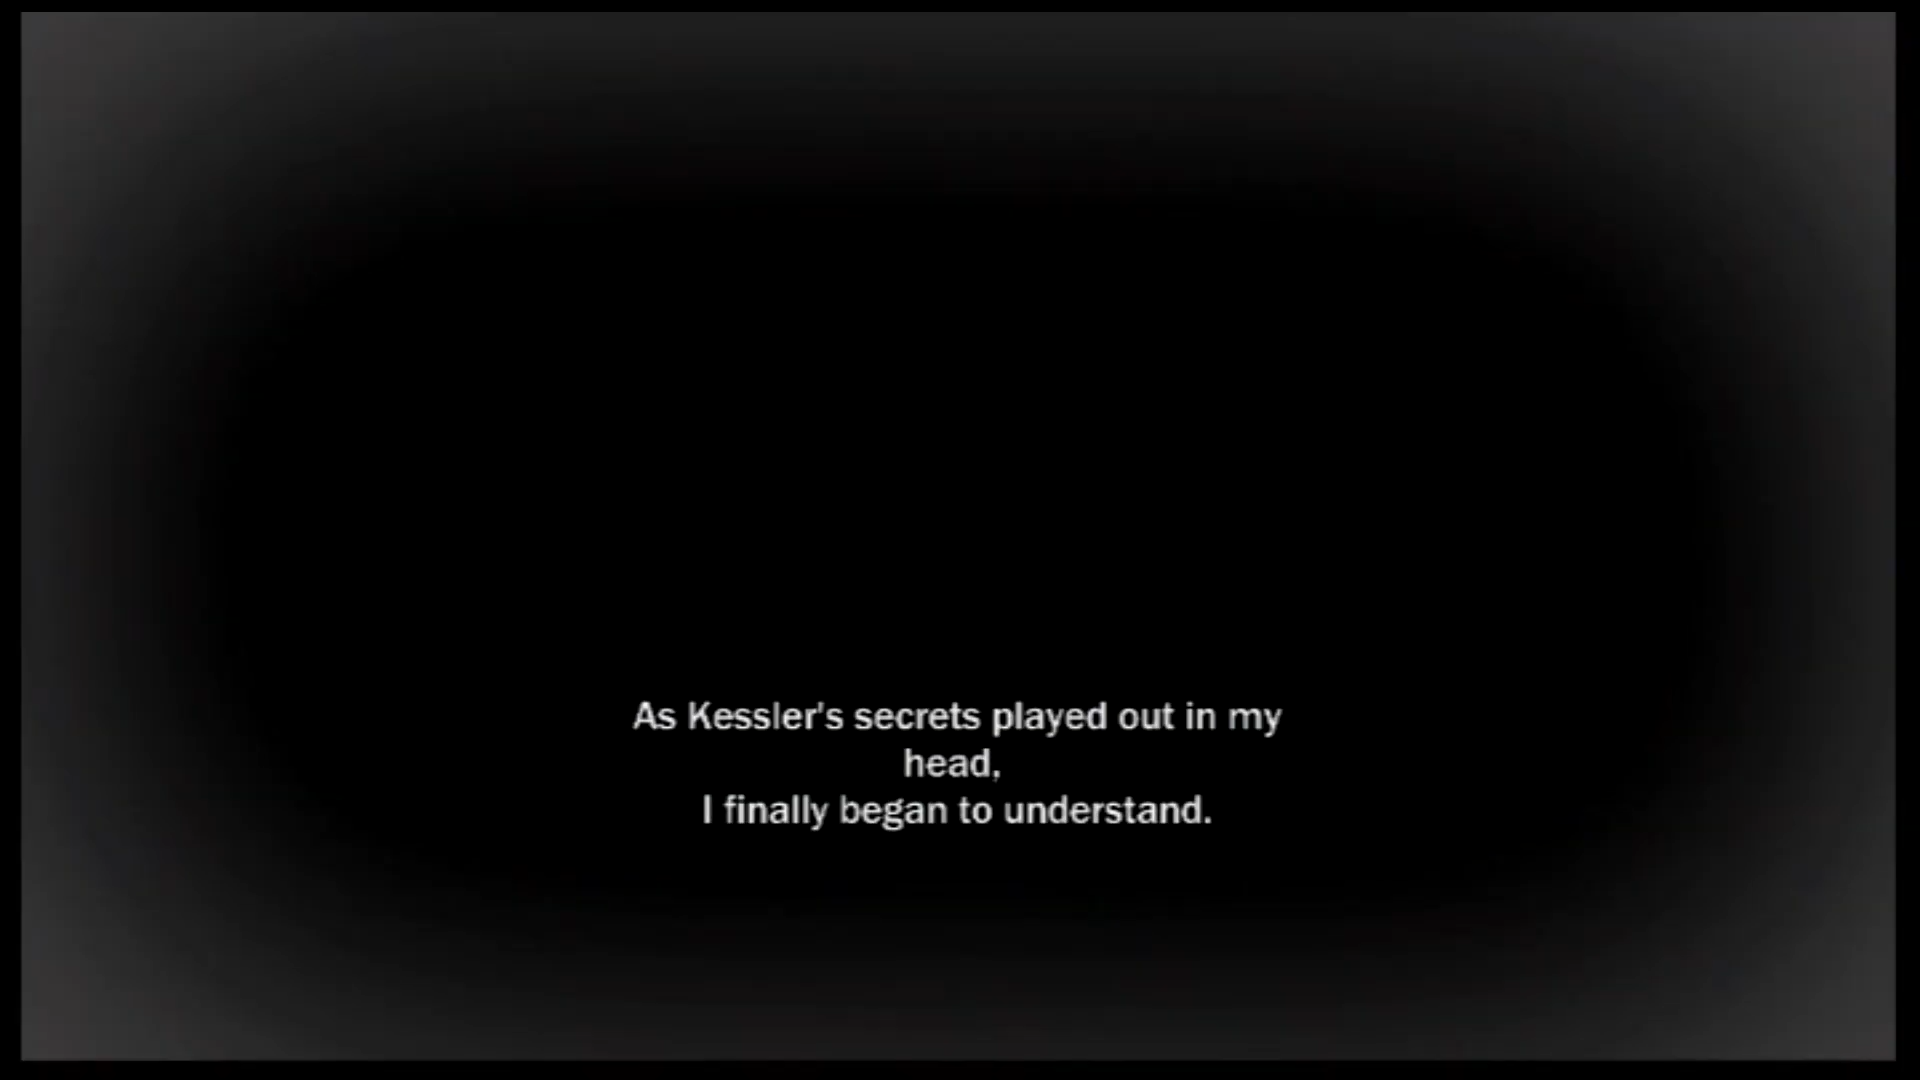 As Kessler's secrets played out in my
head,
I finally began to understand.